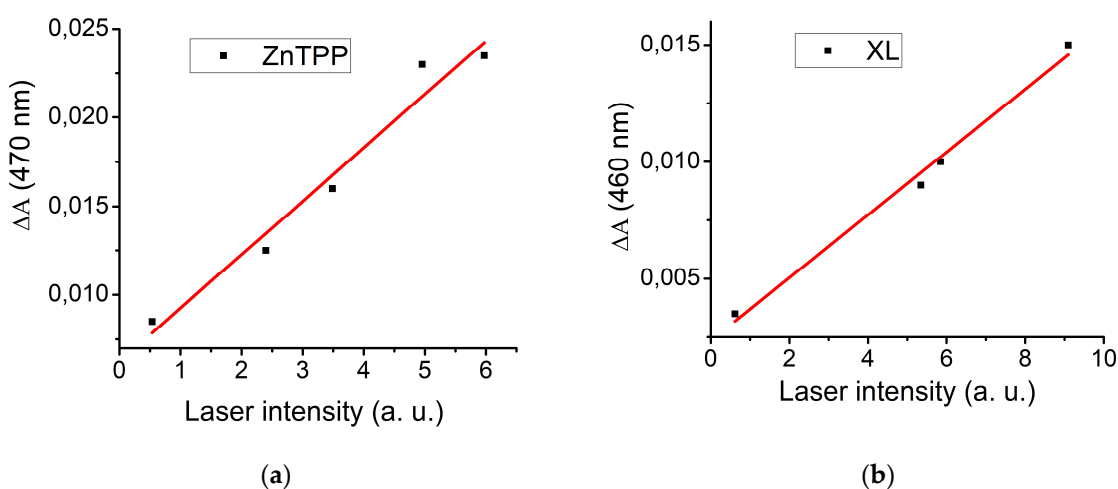 0,025
0,020
0,015
0,010
ΔA (470 nm)
ZnTPP
0 1 2 3 4 5 6
Laser intensity (a. u.)
(a)
0,015
0,010
0,005
ΔA (460 nm)
XL
0 2 4 6 8 10
Laser intensity (a. u.)
(b)